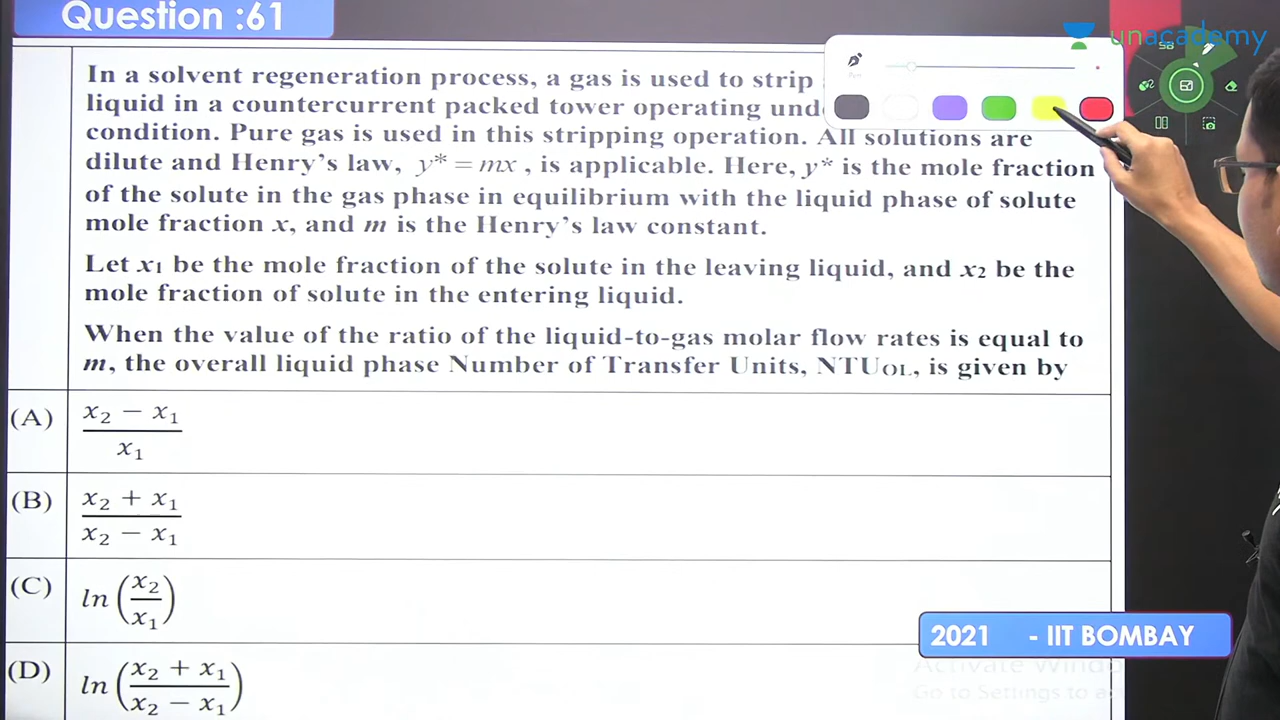 Question :61
unacademy
In a solvent regeneration process, a gas is used to strip
liquid in a countercurrent packed tower operating und
condition. Pure gas is used in this stripping operation. All solutions are
dilute and Henry's law, y* = mx , is applicable. Here, y* is the mole fraction
of the solute in the gas phase in equilibrium with the liquid phase of solute
mole fraction x, and m is the Henry's law constant.
Let x₁ be the mole fraction of the solute in the leaving liquid, and x₂ be the
mole fraction of solute in the entering liquid.
When the value of the ratio of the liquid-to-gas molar flow rates is equal to
m, the overall liquid phase Number of Transfer Units, NTU_OL, is given by
(A) (x₂ − x₁)/x₁
(B) (x₂ + x₁)/(x₂ − x₁)
(C) ln (x₂/x₁)
(D) ln ((x₂ + x₁)/(x₂ − x₁))
2021 - IIT BOMBAY
Activate Windo
Go to Settings to a